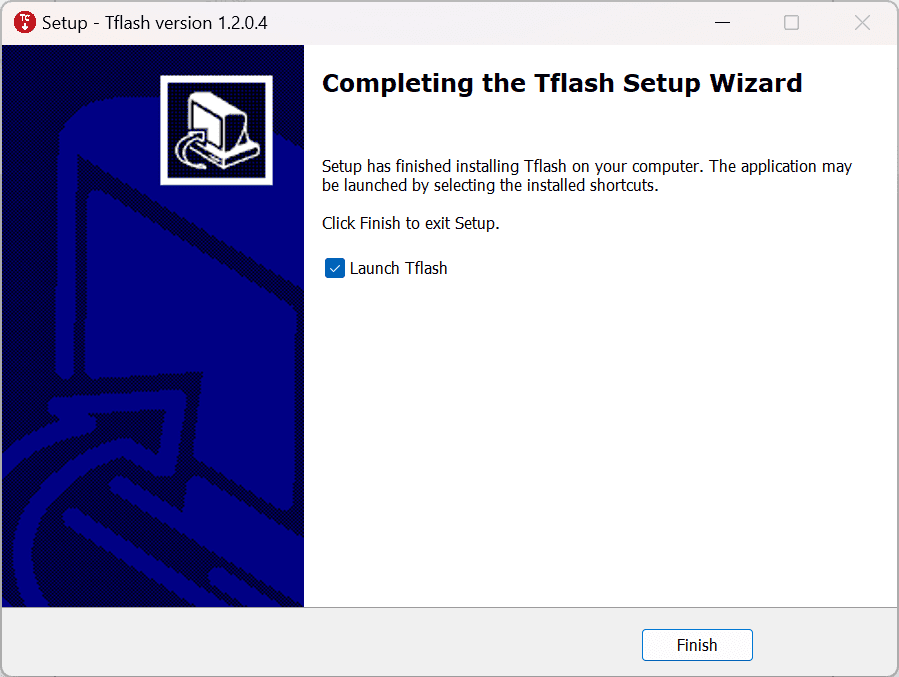 TC
Setup - Tflash version 1.2.0.4
Completing the Tflash Setup Wizard
Setup has finished installing Tflash on your computer. The application may
be launched by selecting the installed shortcuts.
Click Finish to exit Setup.
Launch Tflash
Finish